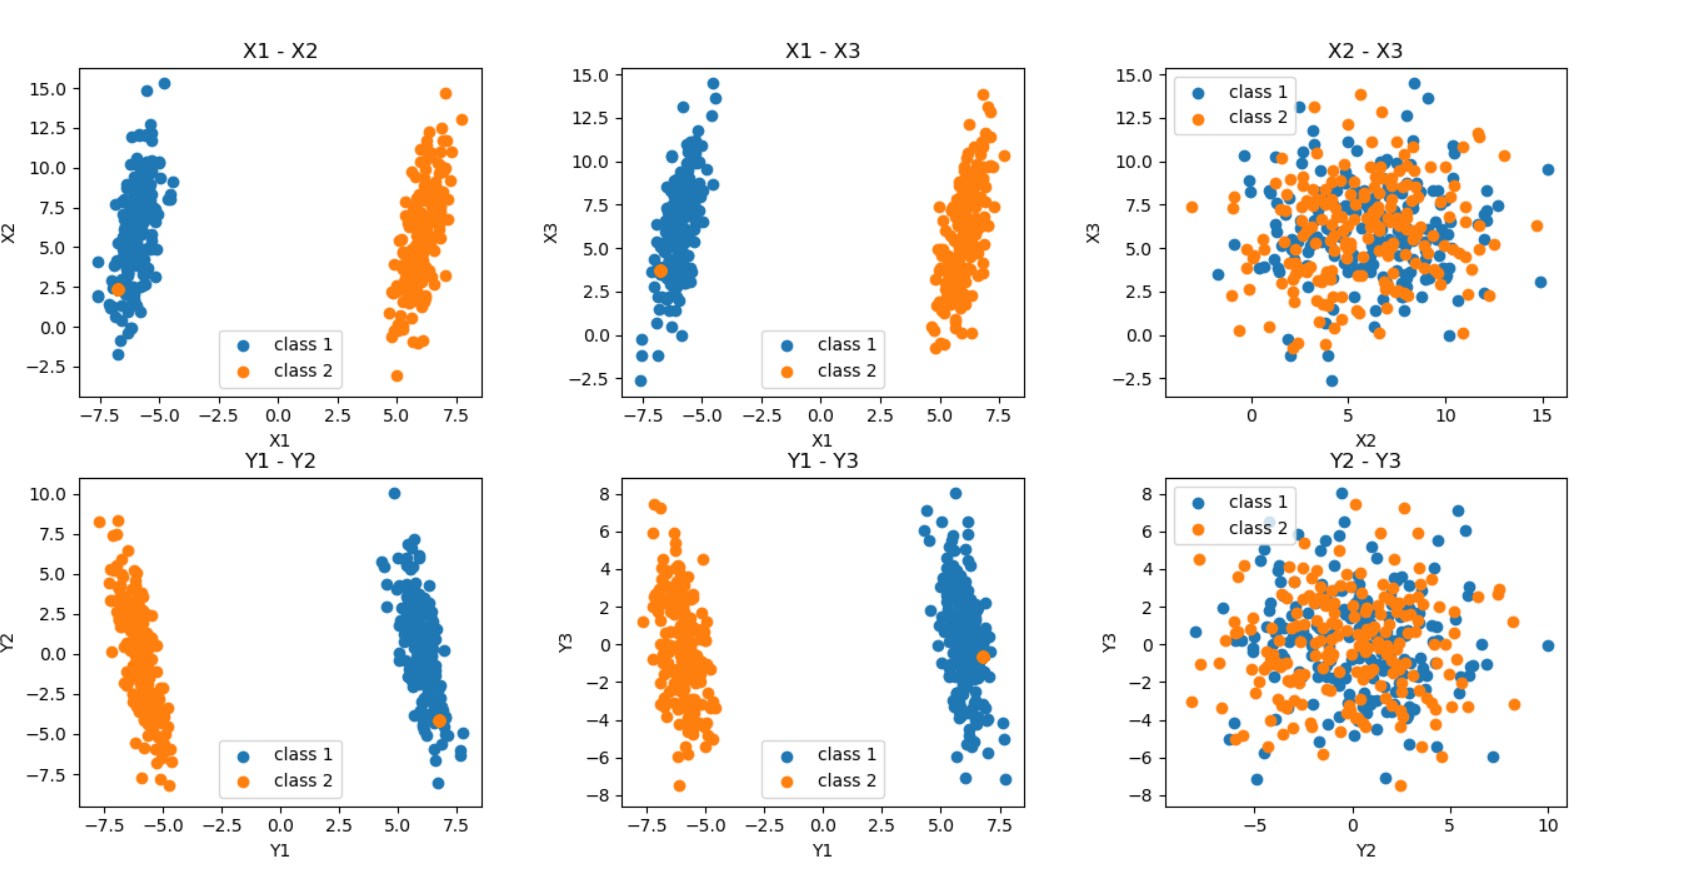 X1 - X2
15.0
12.5
10.0
7.5
5.0
2.5
0.0
−2.5
X2
class 1
class 2
−7.5 −5.0 −2.5 0.0 2.5 5.0 7.5
X1
X1 - X3
15.0
12.5
10.0
7.5
5.0
2.5
0.0
−2.5
X3
class 1
class 2
−7.5 −5.0 −2.5 0.0 2.5 5.0 7.5
X1
X2 - X3
15.0
12.5
10.0
7.5
5.0
2.5
0.0
−2.5
X3
class 1
class 2
0 5 10 15
X2
Y1 - Y2
10.0
7.5
5.0
2.5
0.0
−2.5
−5.0
−7.5
Y2
class 1
class 2
−7.5 −5.0 −2.5 0.0 2.5 5.0 7.5
Y1
Y1 - Y3
8
6
4
2
0
−2
−4
−6
−8
Y3
class 1
class 2
−7.5 −5.0 −2.5 0.0 2.5 5.0 7.5
Y1
Y2 - Y3
8
6
4
2
0
−2
−4
−6
−8
Y3
class 1
class 2
−5 0 5 10
Y2